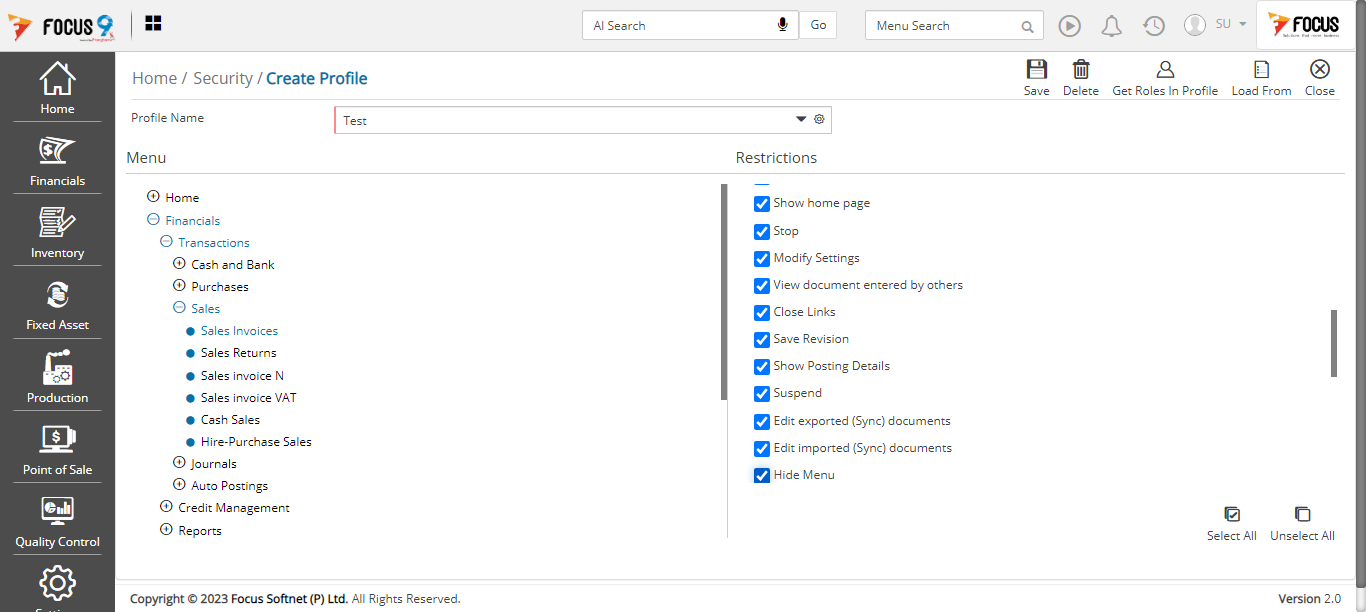 FOCUS 9
AI Search
Go
Menu Search
SU
FOCUS
Home / Security / Create Profile
Save
Delete
Get Roles In Profile
Load From
Close
Profile Name
Test
Menu
Restrictions
Home
Financials
Inventory
Fixed Asset
Production
Point of Sale
Quality Control
Home
Financials
Transactions
Cash and Bank
Purchases
Sales
Sales Invoices
Sales Returns
Sales invoice N
Sales invoice VAT
Cash Sales
Hire-Purchase Sales
Journals
Auto Postings
Credit Management
Reports
Show home page
Stop
Modify Settings
View document entered by others
Close Links
Save Revision
Show Posting Details
Suspend
Edit exported (Sync) documents
Edit imported (Sync) documents
Hide Menu
Select All
Unselect All
Copyright © 2023 Focus Softnet (P) Ltd. All Rights Reserved.
Version 2.0